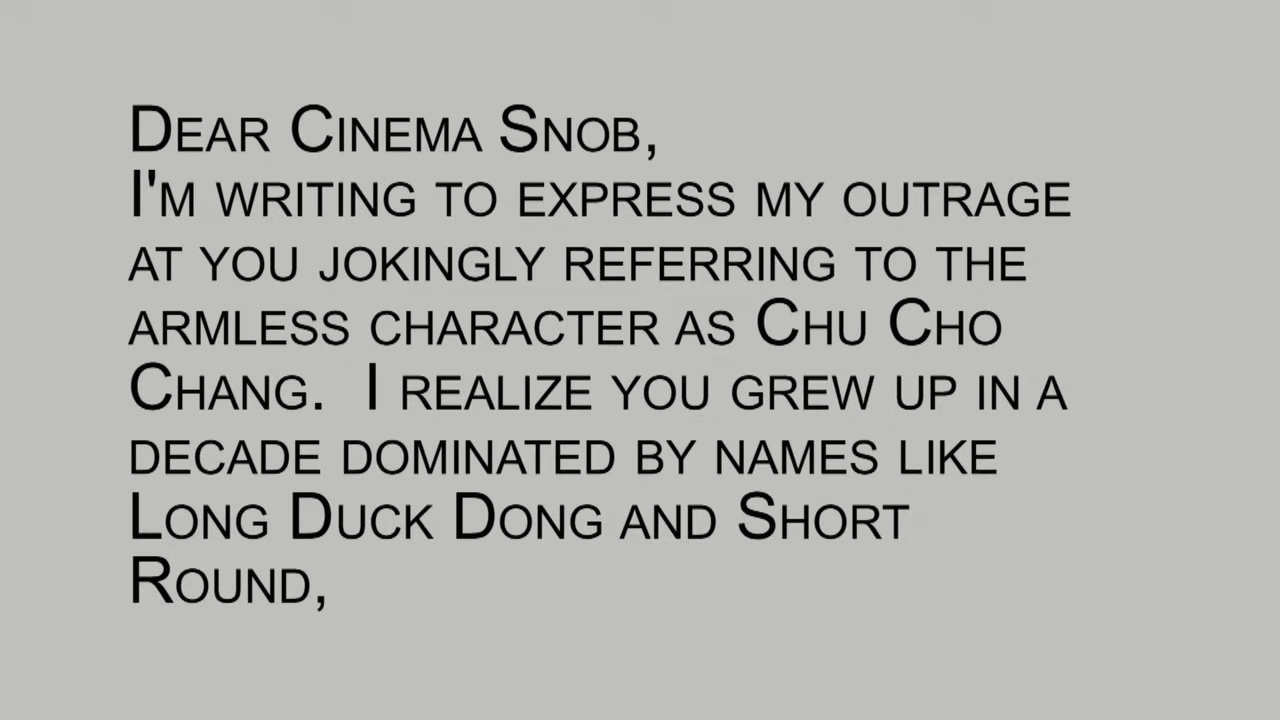 Dear Cinema Snob,
I'm writing to express my outrage
at you jokingly referring to the
armless character as Chu Cho
Chang.  I realize you grew up in a
decade dominated by names like
Long Duck Dong and Short
Round,